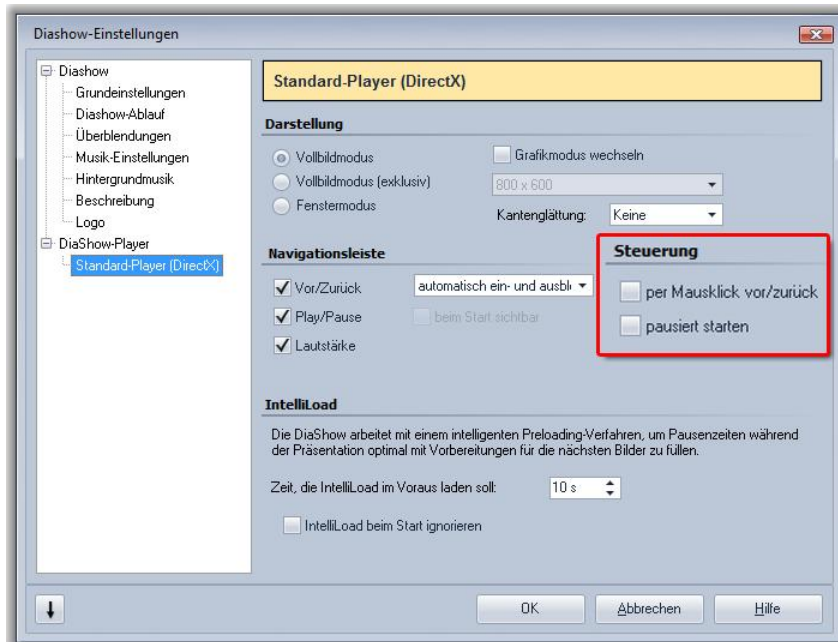 Diashow-Einstellungen
Diashow
Grundeinstellungen
Diashow-Ablauf
Überblendungen
Musik-Einstellungen
Hintergrundmusik
Beschreibung
Logo
DiaShow-Player
Standard-Player (DirectX)
Standard-Player (DirectX)
Darstellung
Vollbildmodus
Grafikmodus wechseln
Vollbildmodus (exklusiv)
800 x 600
Fenstermodus
Kantenglättung: Keine
Navigationsleiste
Vor/Zurück
automatisch ein- und ausbl
Play/Pause
beim Start sichtbar
Lautstärke
Steuerung
per Mausklick vor/zurück
pausiert starten
IntelliLoad
Die DiaShow arbeitet mit einem intelligenten Preloading-Verfahren, um Pausenzeiten während
der Präsentation optimal mit Vorbereitungen für die nächsten Bilder zu füllen.
Zeit, die IntelliLoad im Voraus laden soll: 10 s
IntelliLoad beim Start ignorieren
OK Abbrechen Hilfe